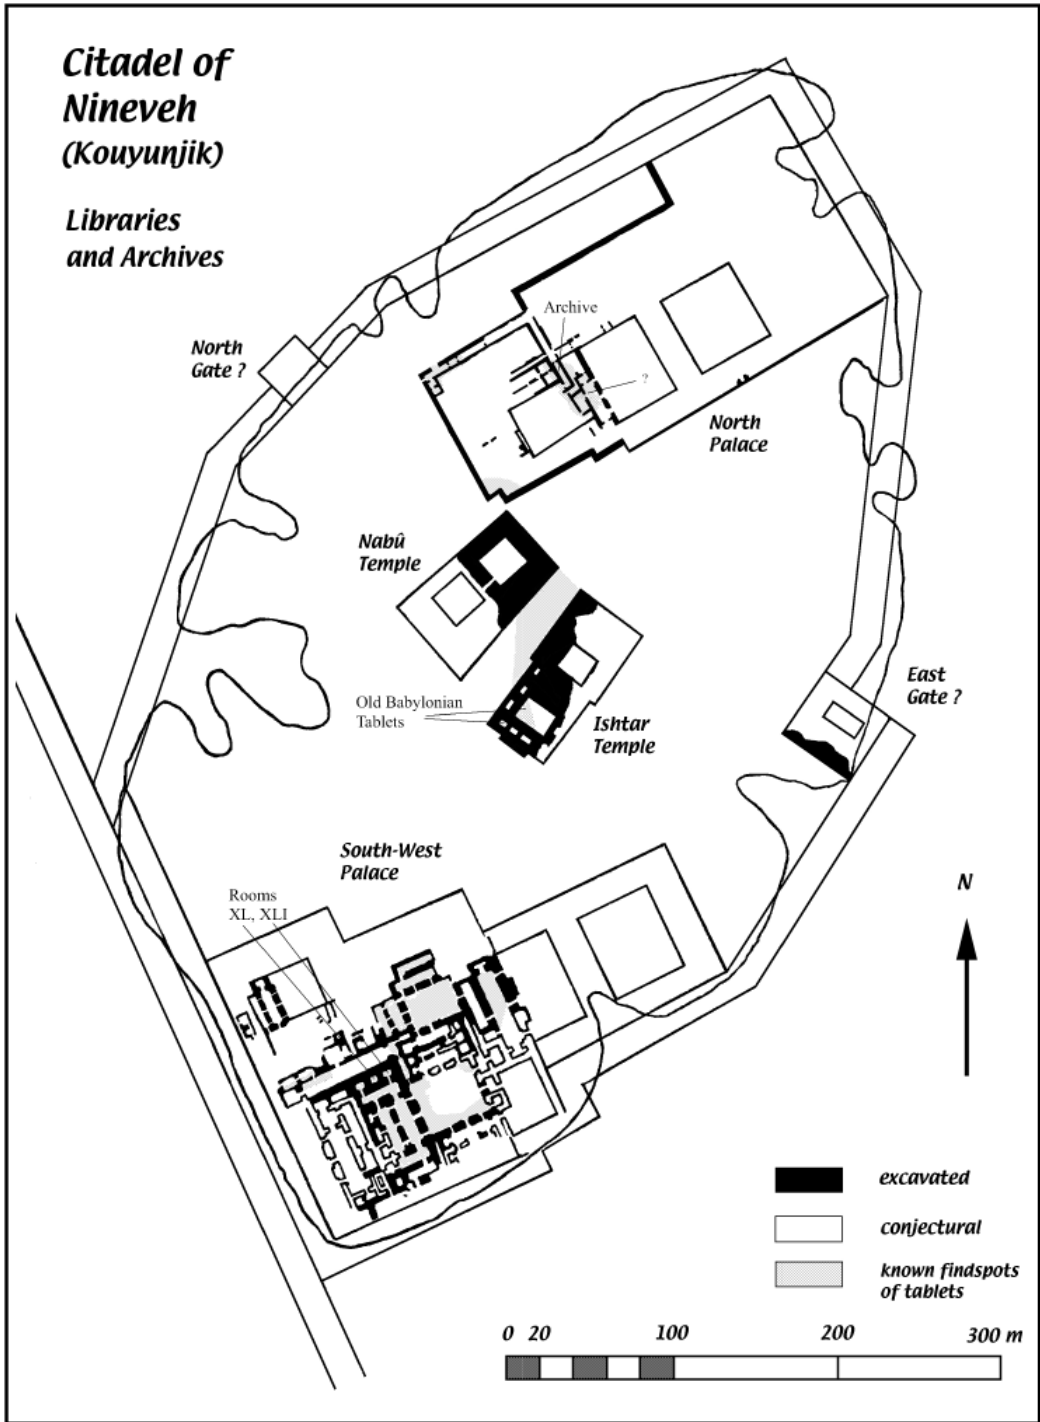 Citadel of
Nineveh
(Kouyunjik)
Libraries
and Archives
Archive
North
Gate ?
?
North
Palace
Nabû
Temple
Old Babylonian
Tablets
Ishtar
Temple
East
Gate ?
South-West
Palace
Rooms
XL, XLI
N
excavated
conjectural
known findspots
of tablets
0 20 100 200 300 m